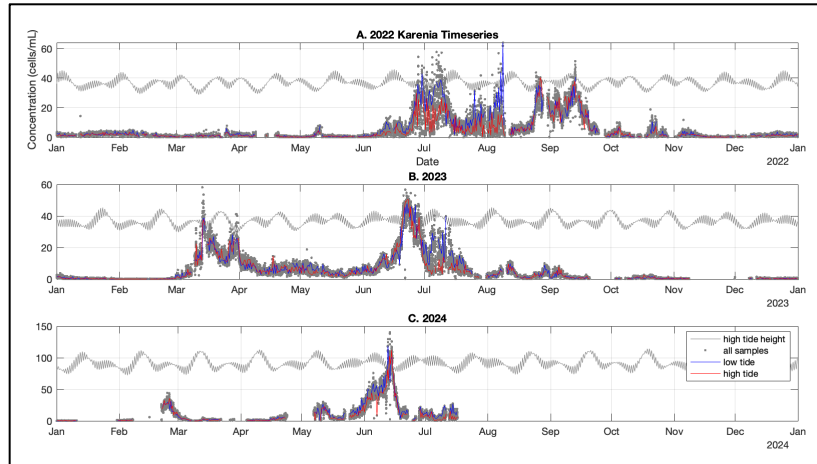 A. 2022 Karenia Timeseries
Concentration (cells/mL)
60
40
20
0
Jan Feb Mar Apr May Jun Jul Aug Sep Oct Nov Dec Jan
Date
2022
B. 2023
60
40
20
0
Jan Feb Mar Apr May Jun Jul Aug Sep Oct Nov Dec Jan
2023
C. 2024
150
100
50
0
high tide height
all samples
low tide
high tide
Jan Feb Mar Apr May Jun Jul Aug Sep Oct Nov Dec Jan
2024